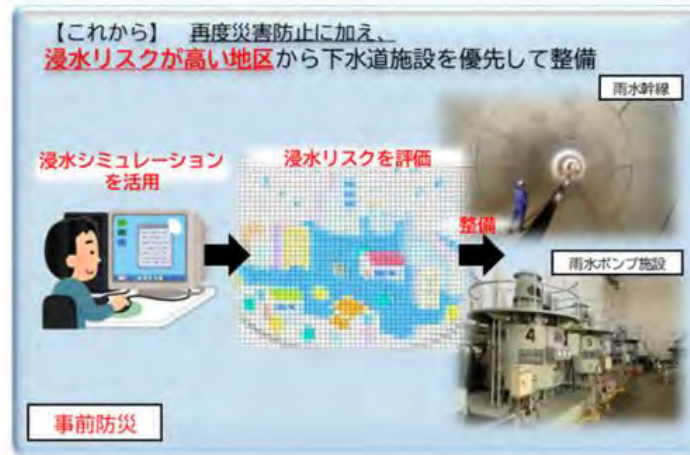 【これから】 再度災害防止に加え、
浸水リスクが高い地区から下水道施設を優先して整備
雨水幹線
浸水シミュレーション
を活用
浸水リスクを評価
整備
雨水ポンプ施設
4
事前防災